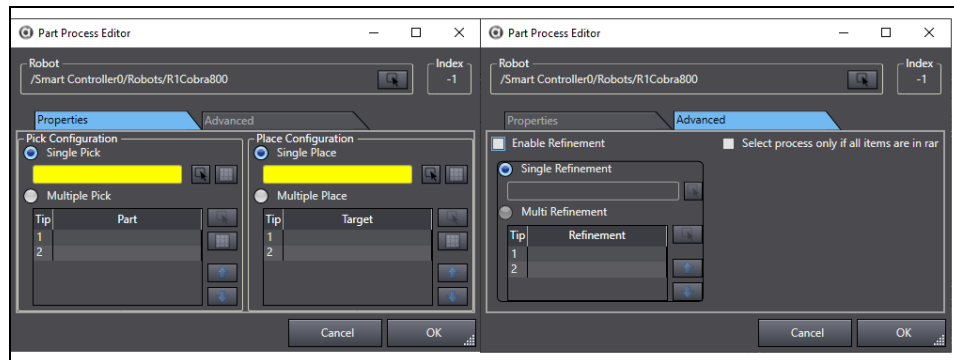 Part Process Editor
Robot
/Smart Controller0/Robots/R1Cobra800
Index
-1
Properties
Advanced
Pick Configuration
Single Pick
Multiple Pick
Tip Part
1
2
Place Configuration
Single Place
Multiple Place
Tip Target
1
2
Cancel
OK
Part Process Editor
Robot
/Smart Controller0/Robots/R1Cobra800
Index
-1
Properties
Advanced
Enable Refinement
Select process only if all items are in rar
Single Refinement
Multi Refinement
Tip Refinement
1
2
Cancel
OK